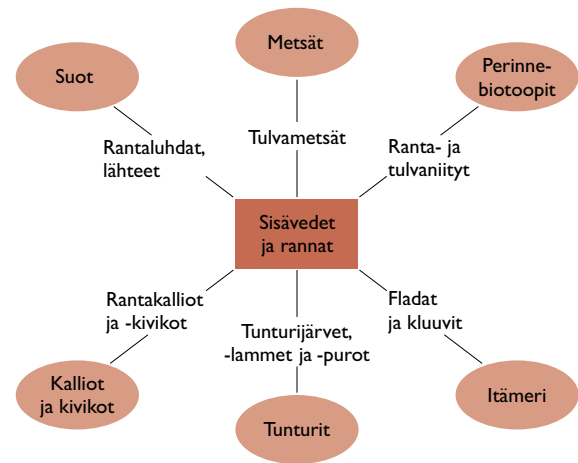 Metsät
Suot
Perinne-
biotoopit
Tulvametsät
Rantaluhdat,
lähteet
Ranta- ja
tulvaniityt
Sisävedet
ja rannat
Rantakalliot
ja -kivikot
Fladat
ja kluuvit
Tunturijärvet,
-lammet ja -purot
Kalliot
ja kivikot
Itämeri
Tunturit